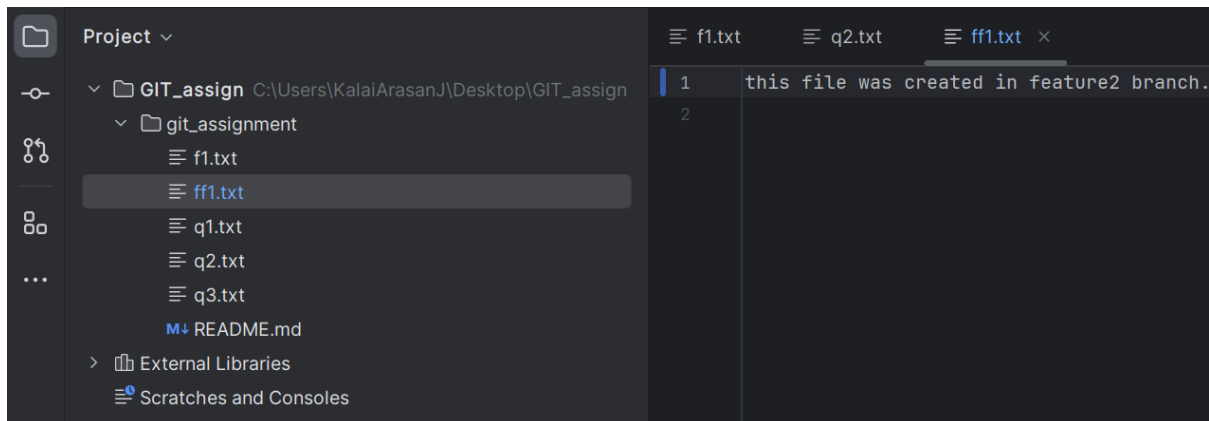 Project
GIT_assign C:\Users\KalaiArasanJ\Desktop\GIT_assign
git_assignment
f1.txt
ff1.txt
q1.txt
q2.txt
q3.txt
M↓ README.md
External Libraries
Scratches and Consoles
f1.txt q2.txt ff1.txt ×
1 this file was created in feature2 branch.
2